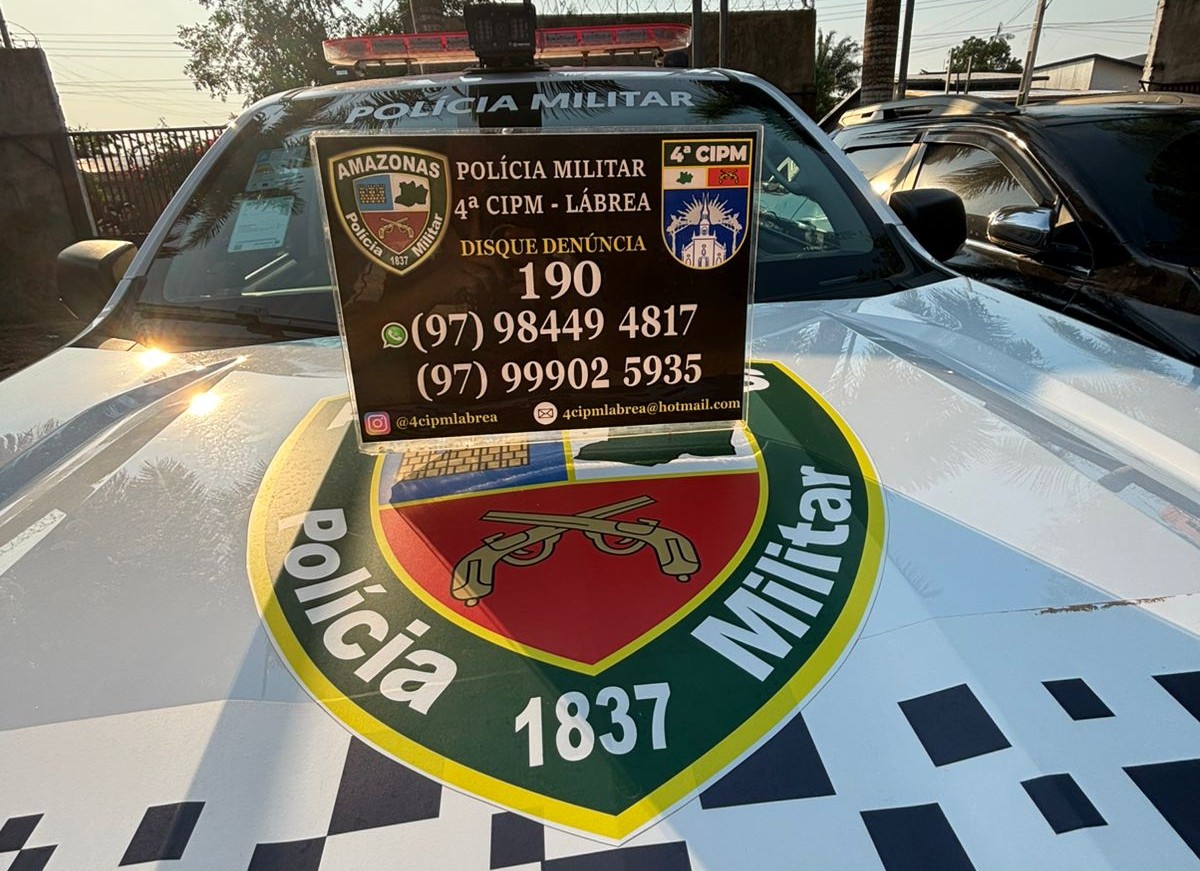 POLÍCIA MILITAR
AMAZONAS
Polícia Militar
1837
POLÍCIA MILITAR
4ª CIPM - LÁBREA
DISQUE DENÚNCIA
190
(97) 98449 4817
(97) 99902 5935
@4cipmlabrea
4cipmlabrea@hotmail.com
4ª CIPM
Polícia Militar
1837